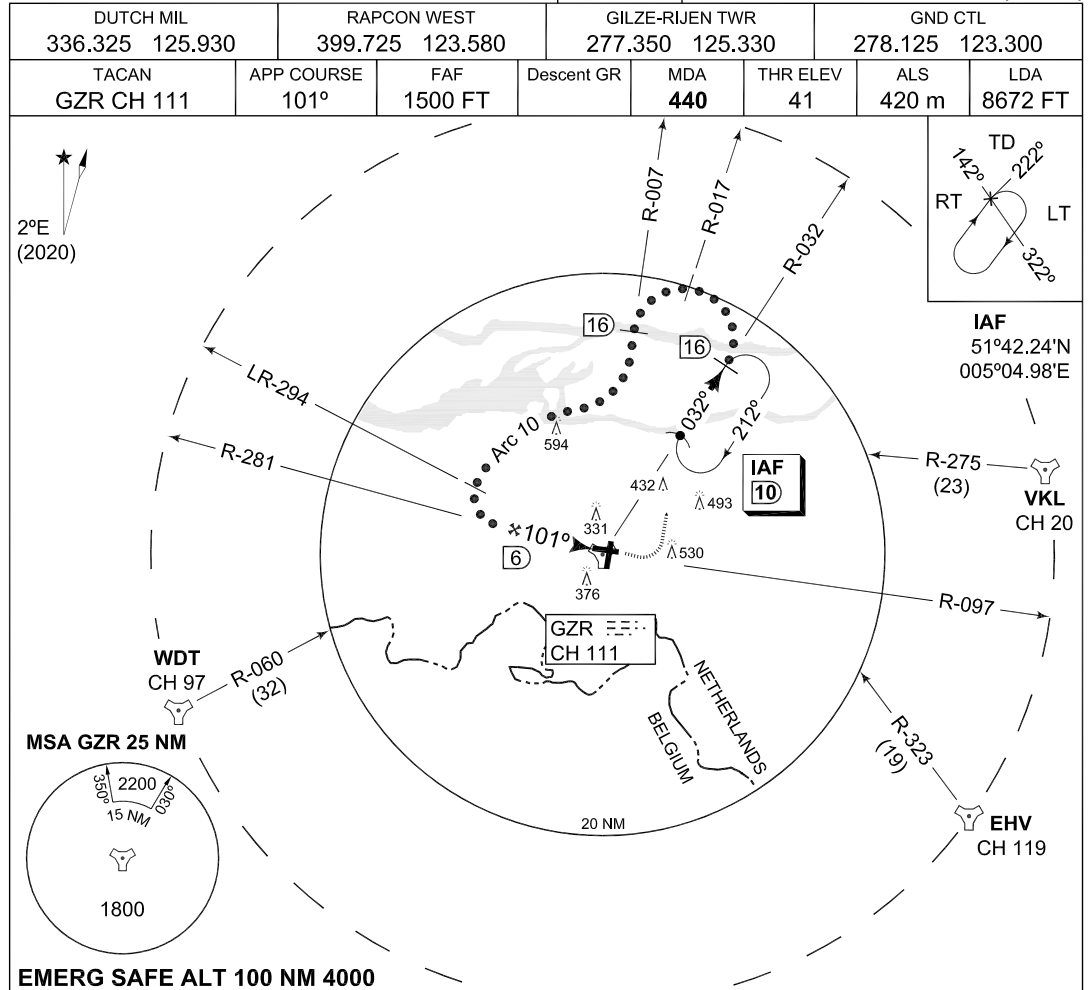 DUTCH MIL
336.325 125.930
RAPCON WEST
399.725 123.580
GILZE-RIJEN TWR
277.350 125.330
GND CTL
278.125 123.300
TACAN
GZR CH 111
APP COURSE
101º
FAF
1500 FT
Descent GR
MDA
440
THR ELEV
41
ALS
420 m
LDA
8672 FT
2ºE
(2020)
R-007
R-017
R-032
TD
142º
222º
RT
LT
322º
IAF
51º42.24'N
005º04.98'E
16
16
LR-294
Arc 10
594
032º
212º
R-281
IAF
10
R-275
(23)
VKL
CH 20
432
493
331
101º
6
530
376
R-097
GZR
CH 111
WDT
CH 97
R-060
(32)
NETHERLANDS
BELGIUM
R-323
(19)
EHV
CH 119
20 NM
MSA GZR 25 NM
350º
2200
030º
15 NM
1800
EMERG SAFE ALT 100 NM 4000